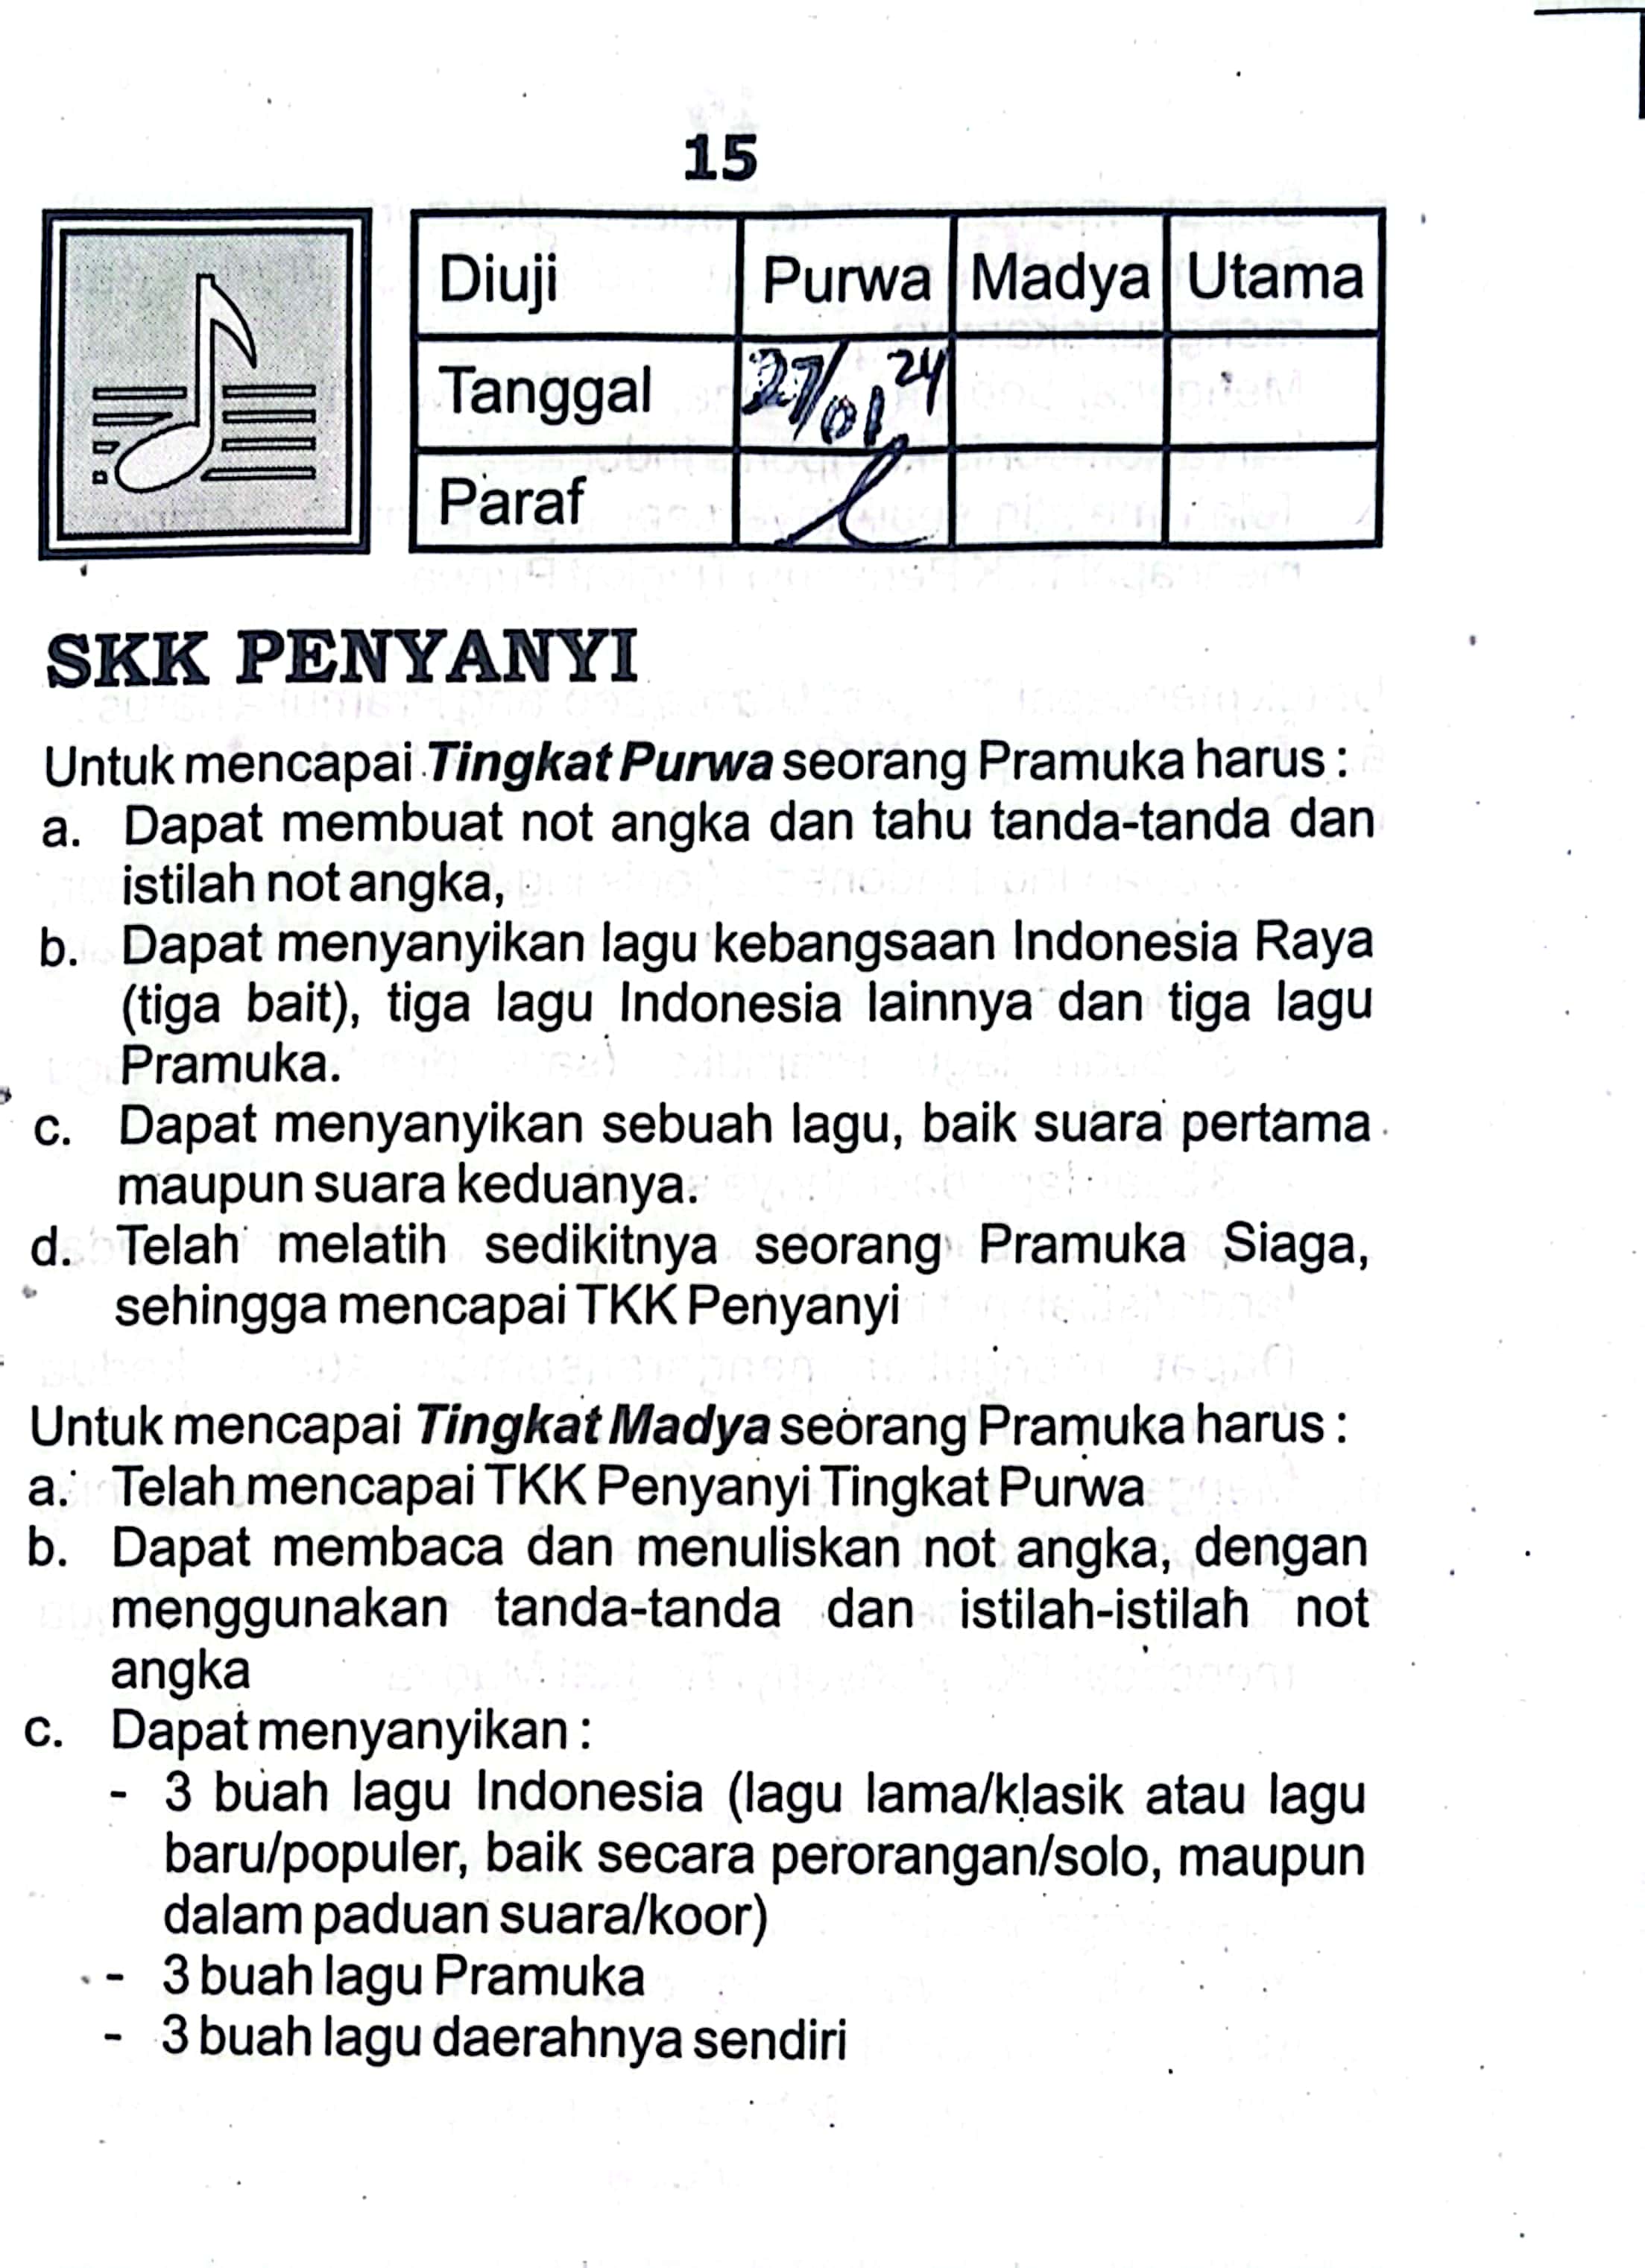 15
Diuji Purwa Madya Utama
Tanggal 27/01 24
Paraf
SKK PENYANYI
Untuk mencapai Tingkat Purwa seorang Pramuka harus :
a. Dapat membuat not angka dan tahu tanda-tanda dan
istilah not angka,
b. Dapat menyanyikan lagu kebangsaan Indonesia Raya
(tiga bait), tiga lagu Indonesia lainnya dan tiga lagu
Pramuka.
c. Dapat menyanyikan sebuah lagu, baik suara pertama
maupun suara keduanya.
d. Telah melatih sedikitnya seorang Pramuka Siaga,
sehingga mencapai TKK Penyanyi
Untuk mencapai Tingkat Madya seorang Pramuka harus :
a. Telah mencapai TKK Penyanyi Tingkat Purwa
b. Dapat membaca dan menuliskan not angka, dengan
menggunakan tanda-tanda dan istilah-istilah not
angka
c. Dapat menyanyikan :
- 3 buah lagu Indonesia (lagu lama/klasik atau lagu
baru/populer, baik secara perorangan/solo, maupun
dalam paduan suara/koor)
- 3 buah lagu Pramuka
- 3 buah lagu daerahnya sendiri